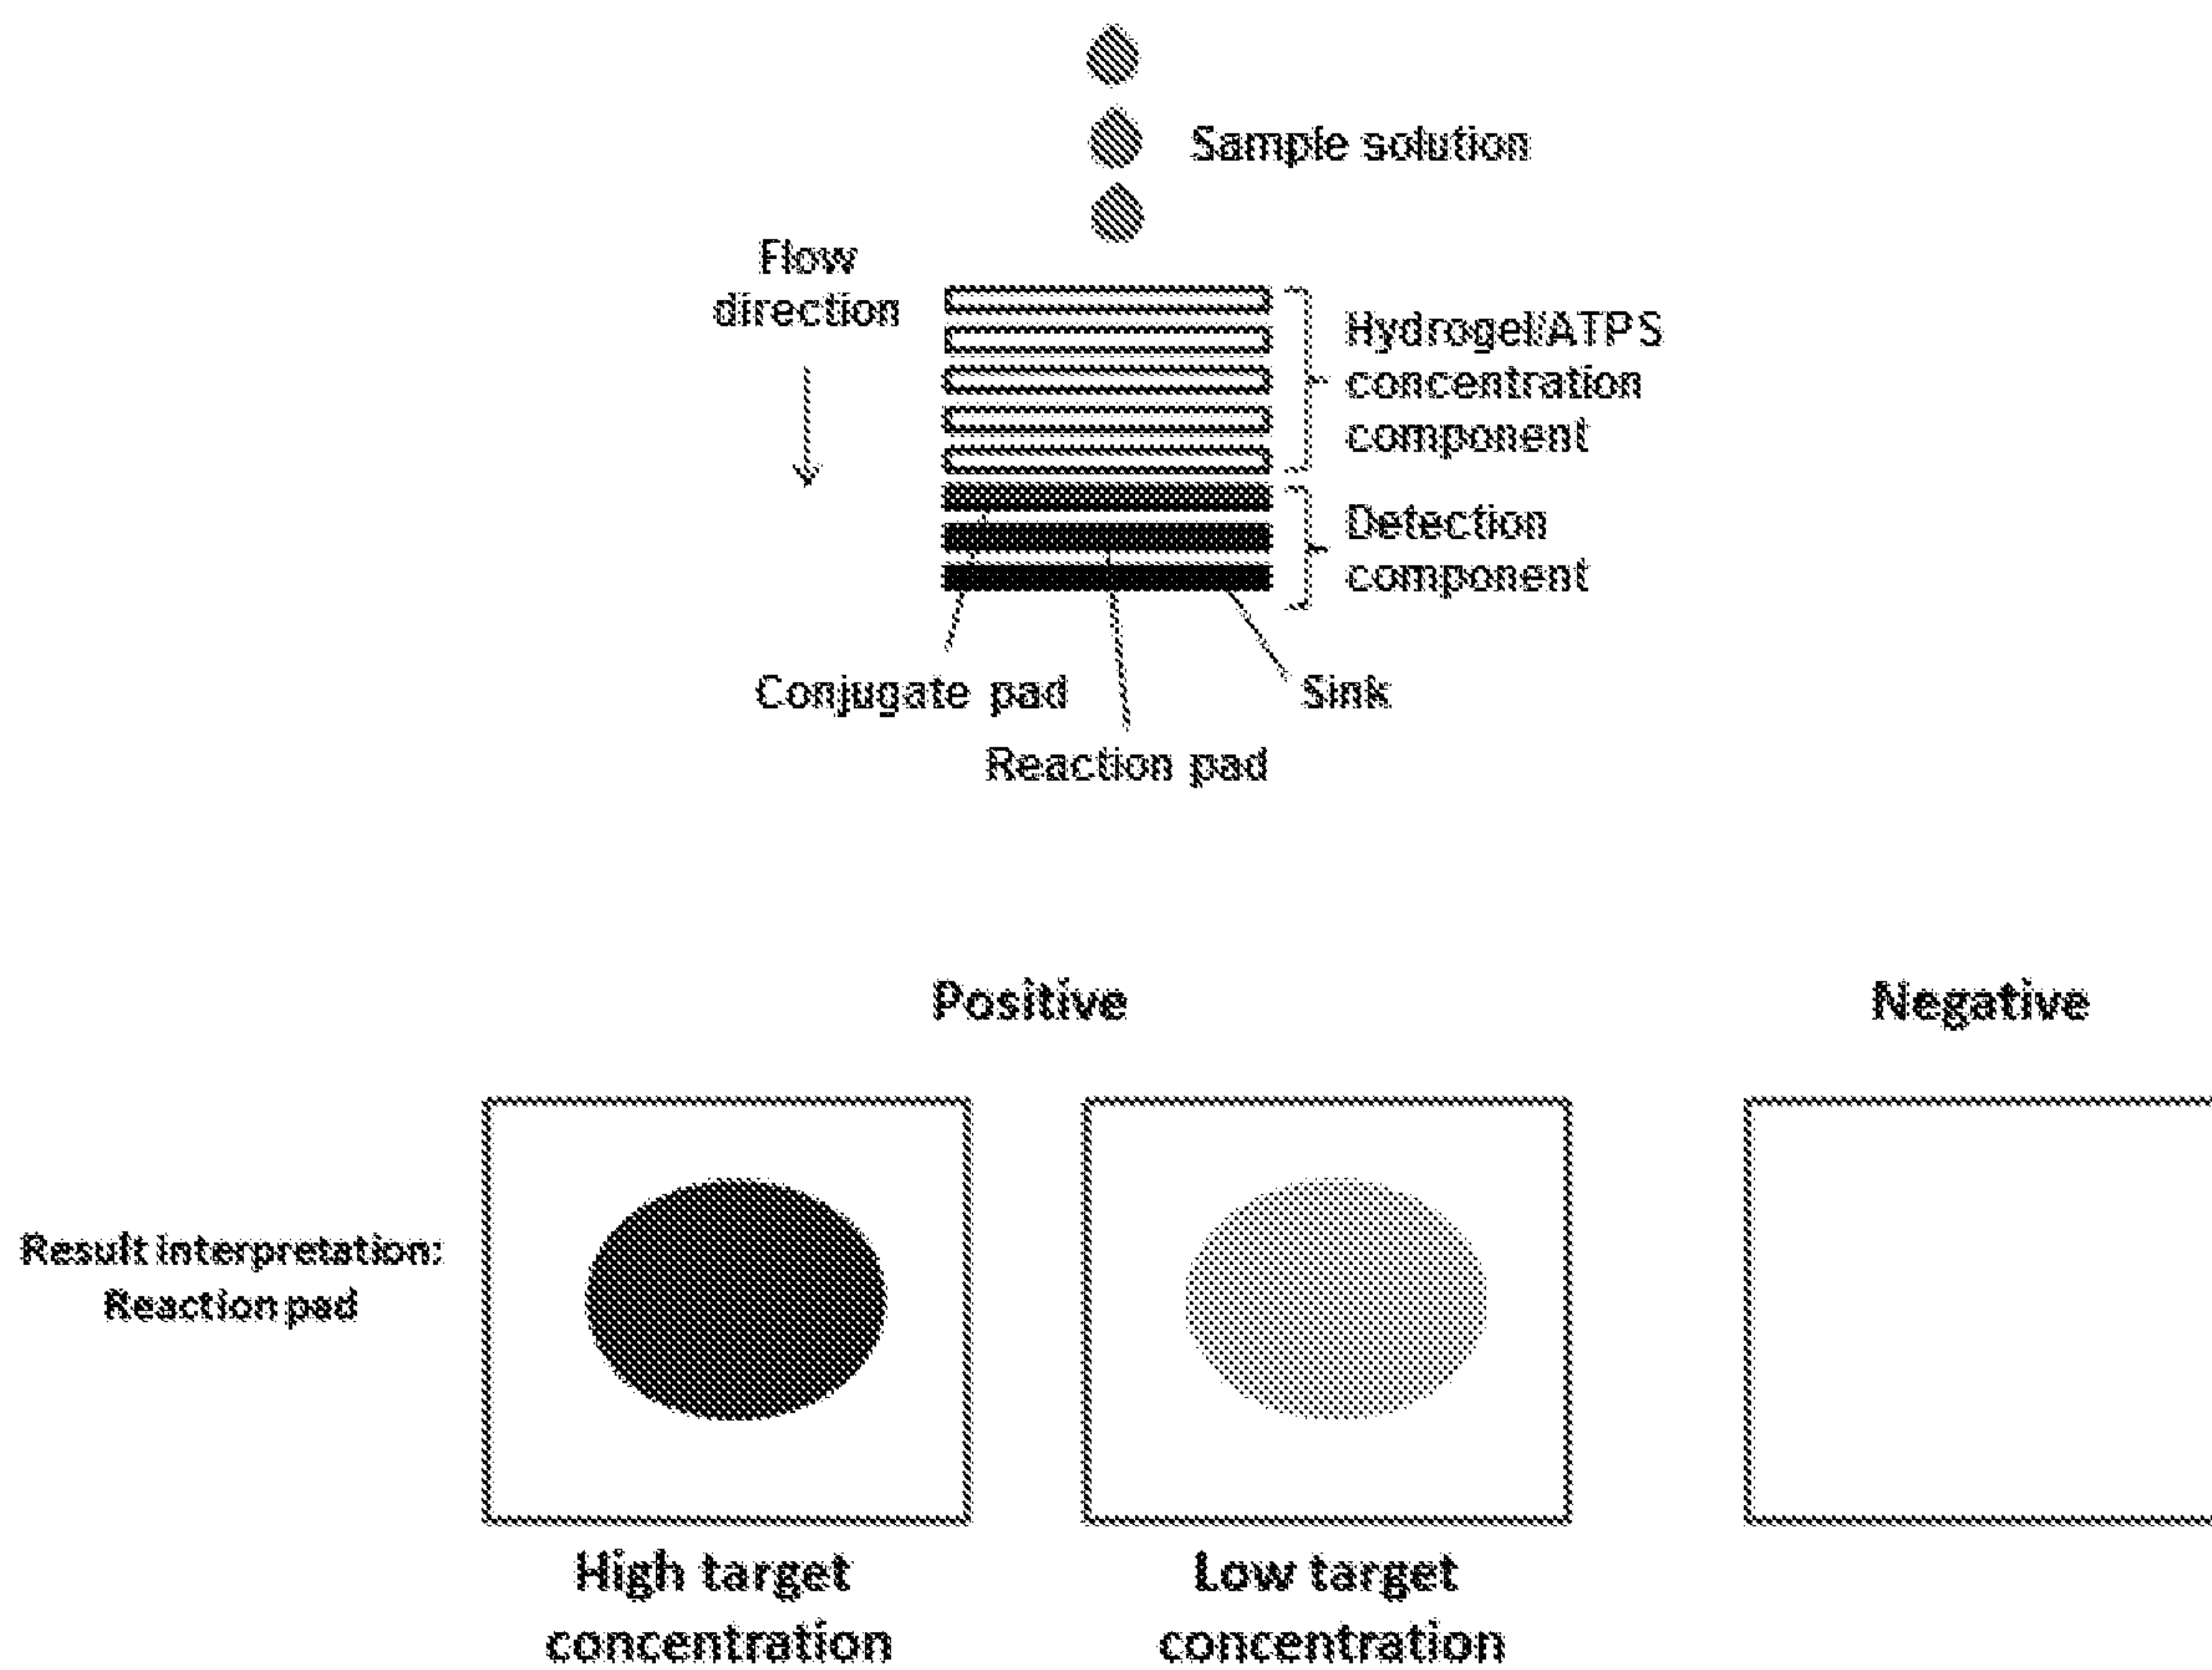 Sample solution
Flow
direction
Hydrogel/ATPS
concentration
component
Detection
component
Conjugate pad
Sink
Reaction pad
Positive
Negative
Result interpretation:
Reaction pad
High target
concentration
Low target
concentration